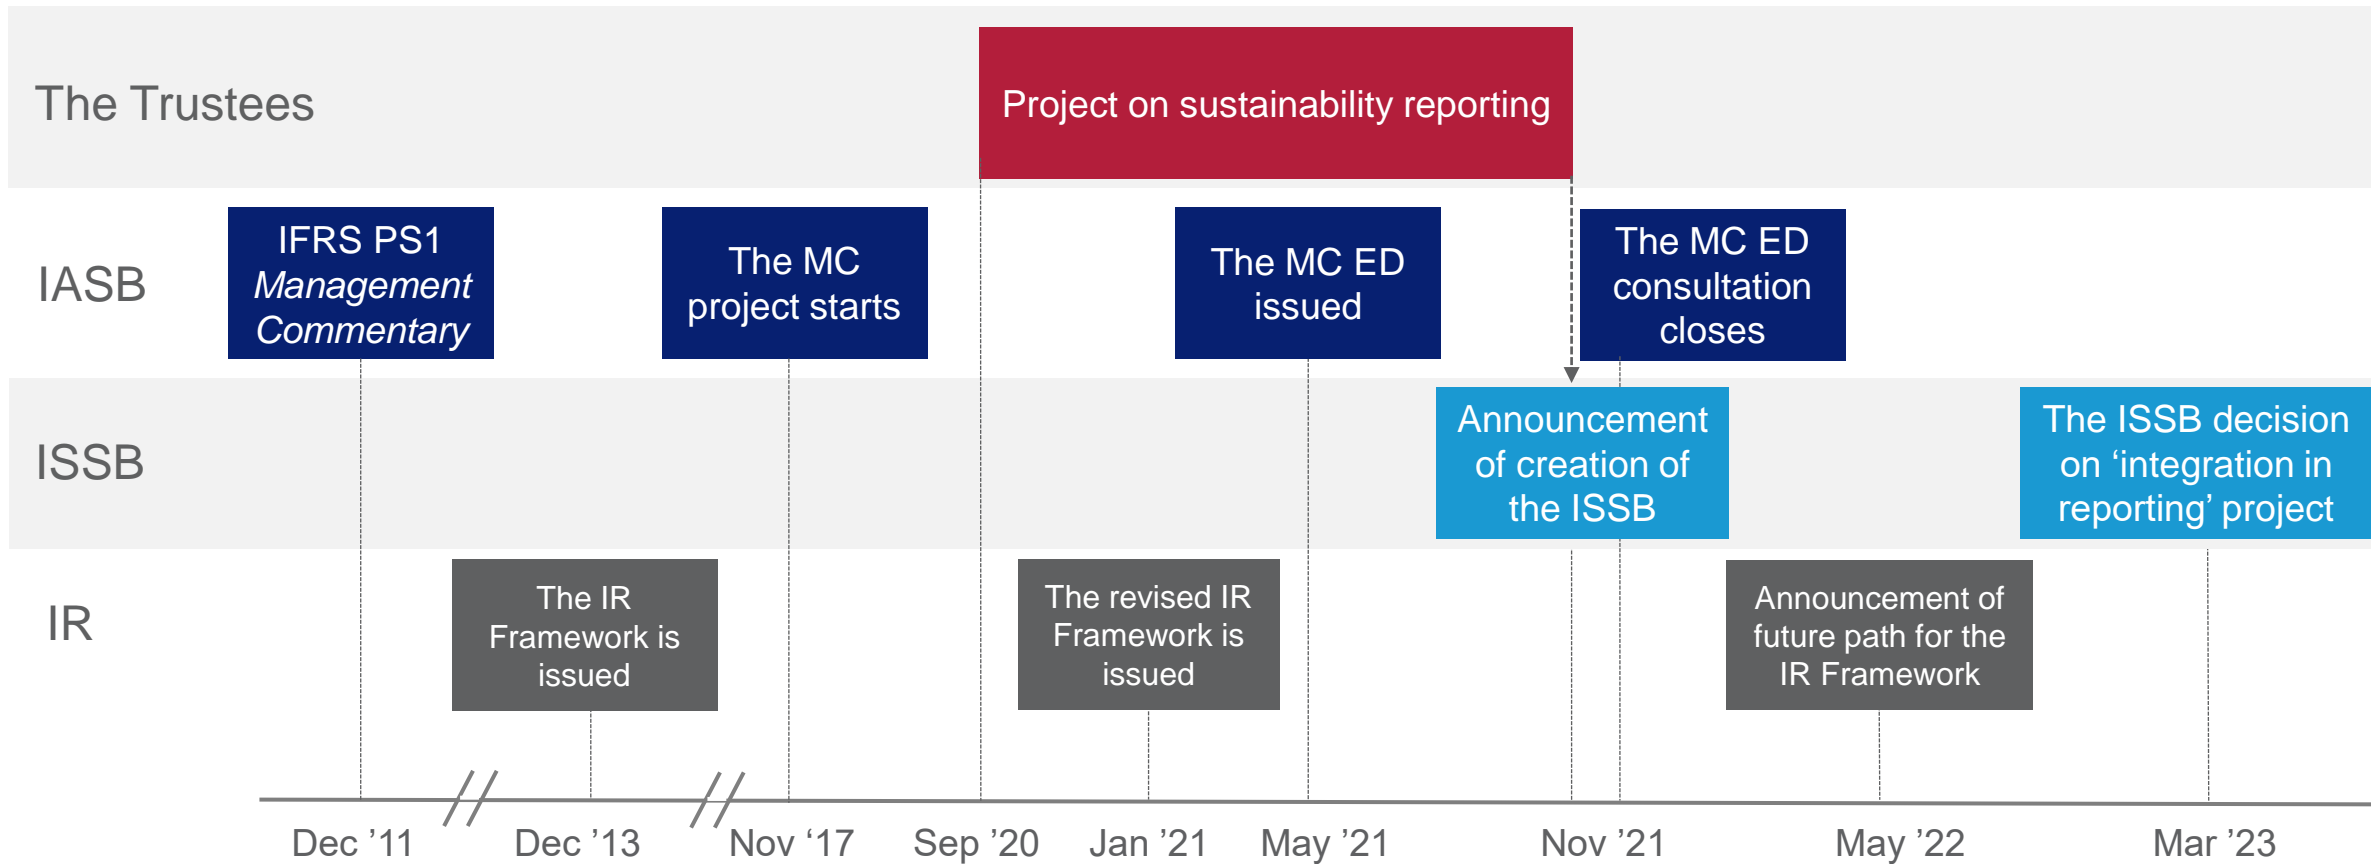 The Trustees
Project on sustainability reporting
IASB
IFRS PS1
Management
Commentary
The MC
project starts
The MC ED
issued
The MC ED
consultation
closes
ISSB
Announcement
of creation of
the ISSB
The ISSB decision
on ‘integration in
reporting’ project
IR
The IR
Framework is
issued
The revised IR
Framework is
issued
Announcement of
future path for the
IR Framework
Dec ’11
Dec ’13
Nov ‘17
Sep ’20
Jan ’21
May ’21
Nov ’21
May ’22
Mar ’23